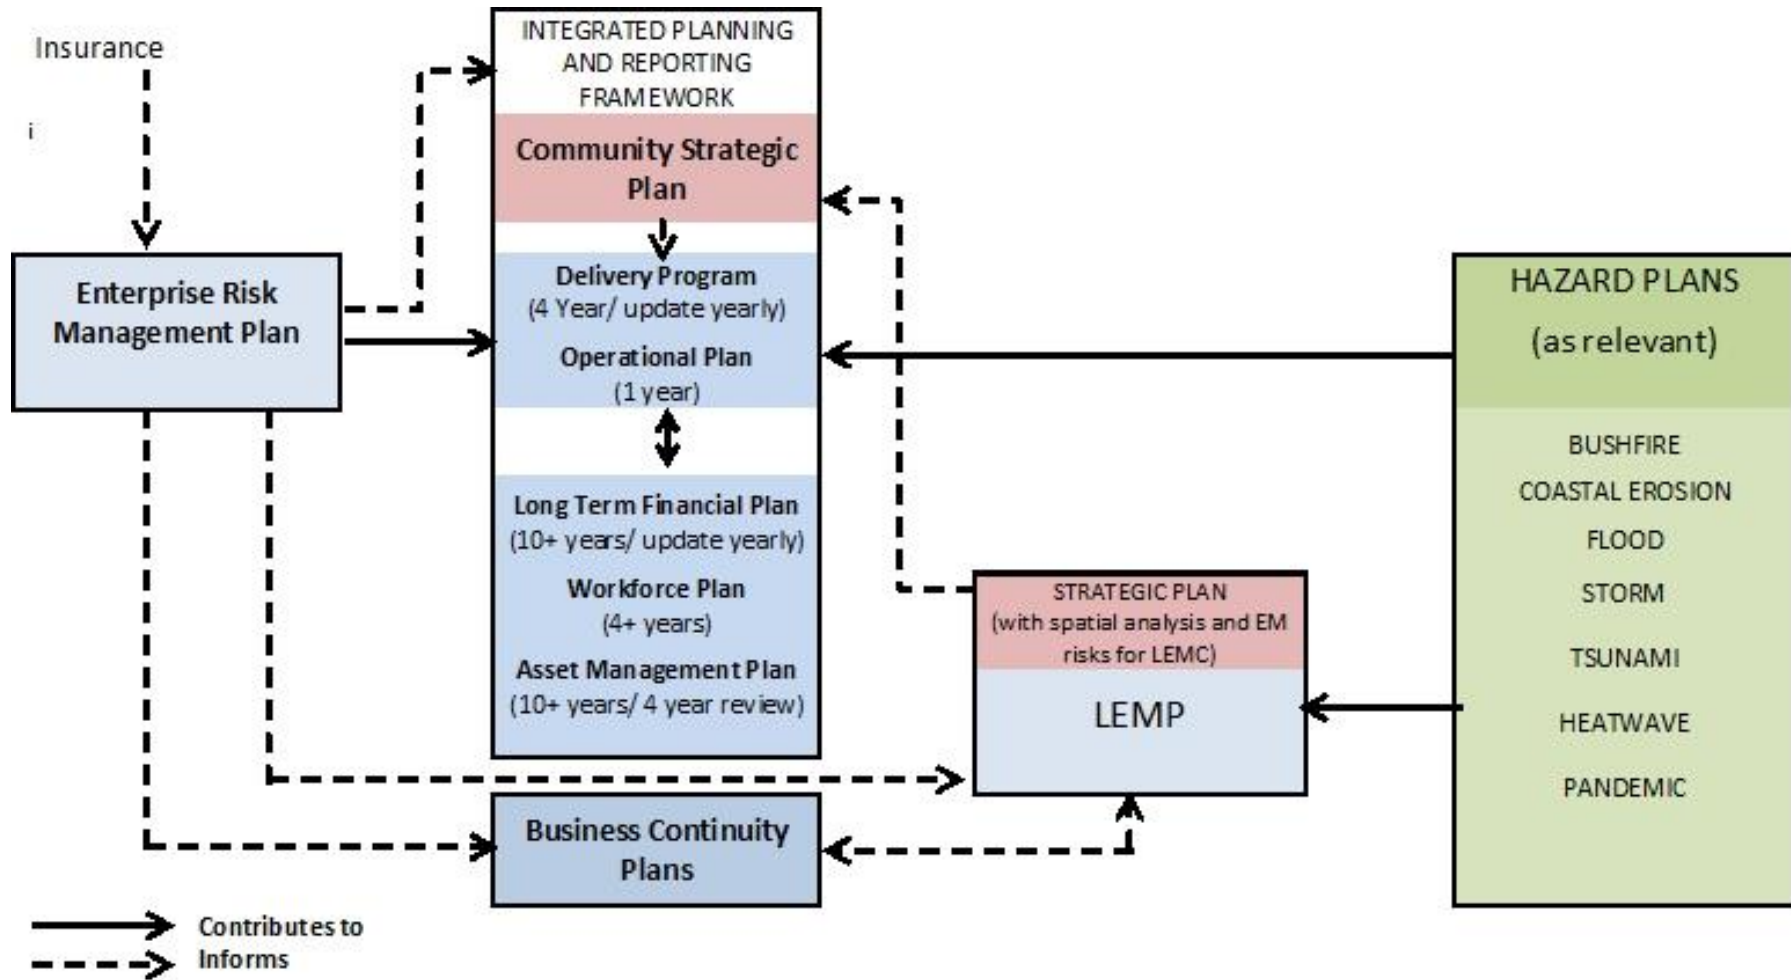 Insurance
i
Enterprise Risk
Management Plan
INTEGRATED PLANNING
AND REPORTING
FRAMEWORK
Community Strategic
Plan
Delivery Program
(4 Year/ update yearly)
Operational Plan
(1 year)
Long Term Financial Plan
(10+ years/ update yearly)
Workforce Plan
(4+ years)
Asset Management Plan
(10+ years/ 4 year review)
Business Continuity
Plans
STRATEGIC PLAN
(with spatial analysis and EM
risks for LEMC)
LEMP
HAZARD PLANS
(as relevant)
BUSHFIRE
COASTAL EROSION
FLOOD
STORM
TSUNAMI
HEATWAVE
PANDEMIC
Contributes to
Informs